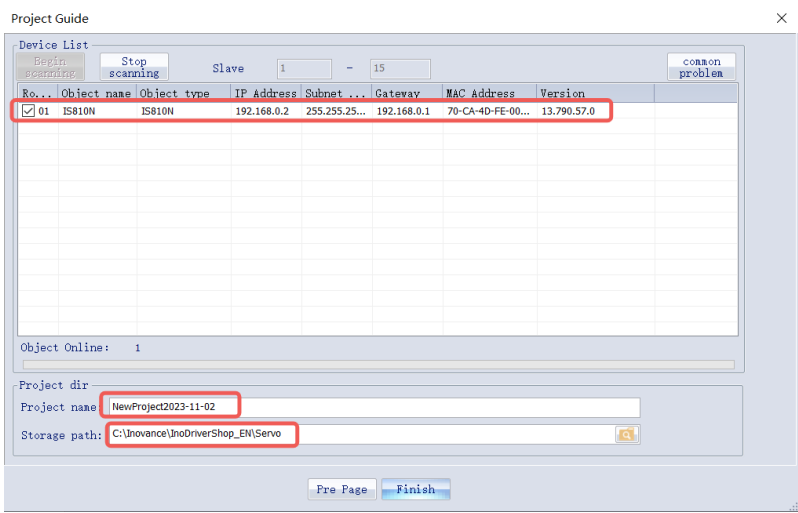 Project Guide
Device List
Begin scanning
Stop scanning
Slave 1 - 15
common problem
Ro... Object name Object type IP Address Subnet ... Gateway MAC Address Version
01 IS810N IS810N 192.168.0.2 255.255.25... 192.168.0.1 70-CA-4D-FE-00... 13.790.57.0
Object Online: 1
Project dir
Project name: NewProject2023-11-02
Storage path: C:\Inovance\InoDriverShop_EN\Servo
Pre Page Finish